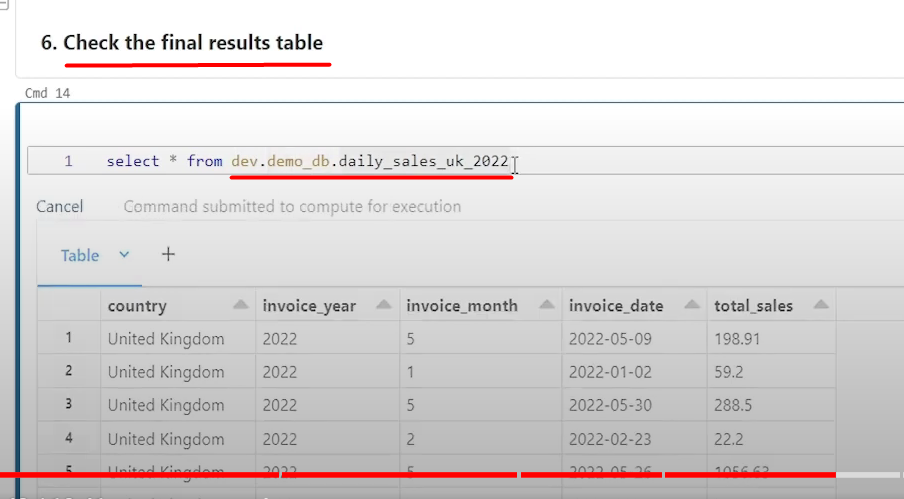 6. Check the final results table
Cmd 14
1 select * from dev.demo_db.daily_sales_uk_2022
Cancel Command submitted to compute for execution
Table +
country invoice_year invoice_month invoice_date total_sales
1 United Kingdom 2022 5 2022-05-09 198.91
2 United Kingdom 2022 1 2022-01-02 59.2
3 United Kingdom 2022 5 2022-05-30 288.5
4 United Kingdom 2022 2 2022-02-23 22.2
5 United Kingdom 2022 5 2022-05-26 1056.63